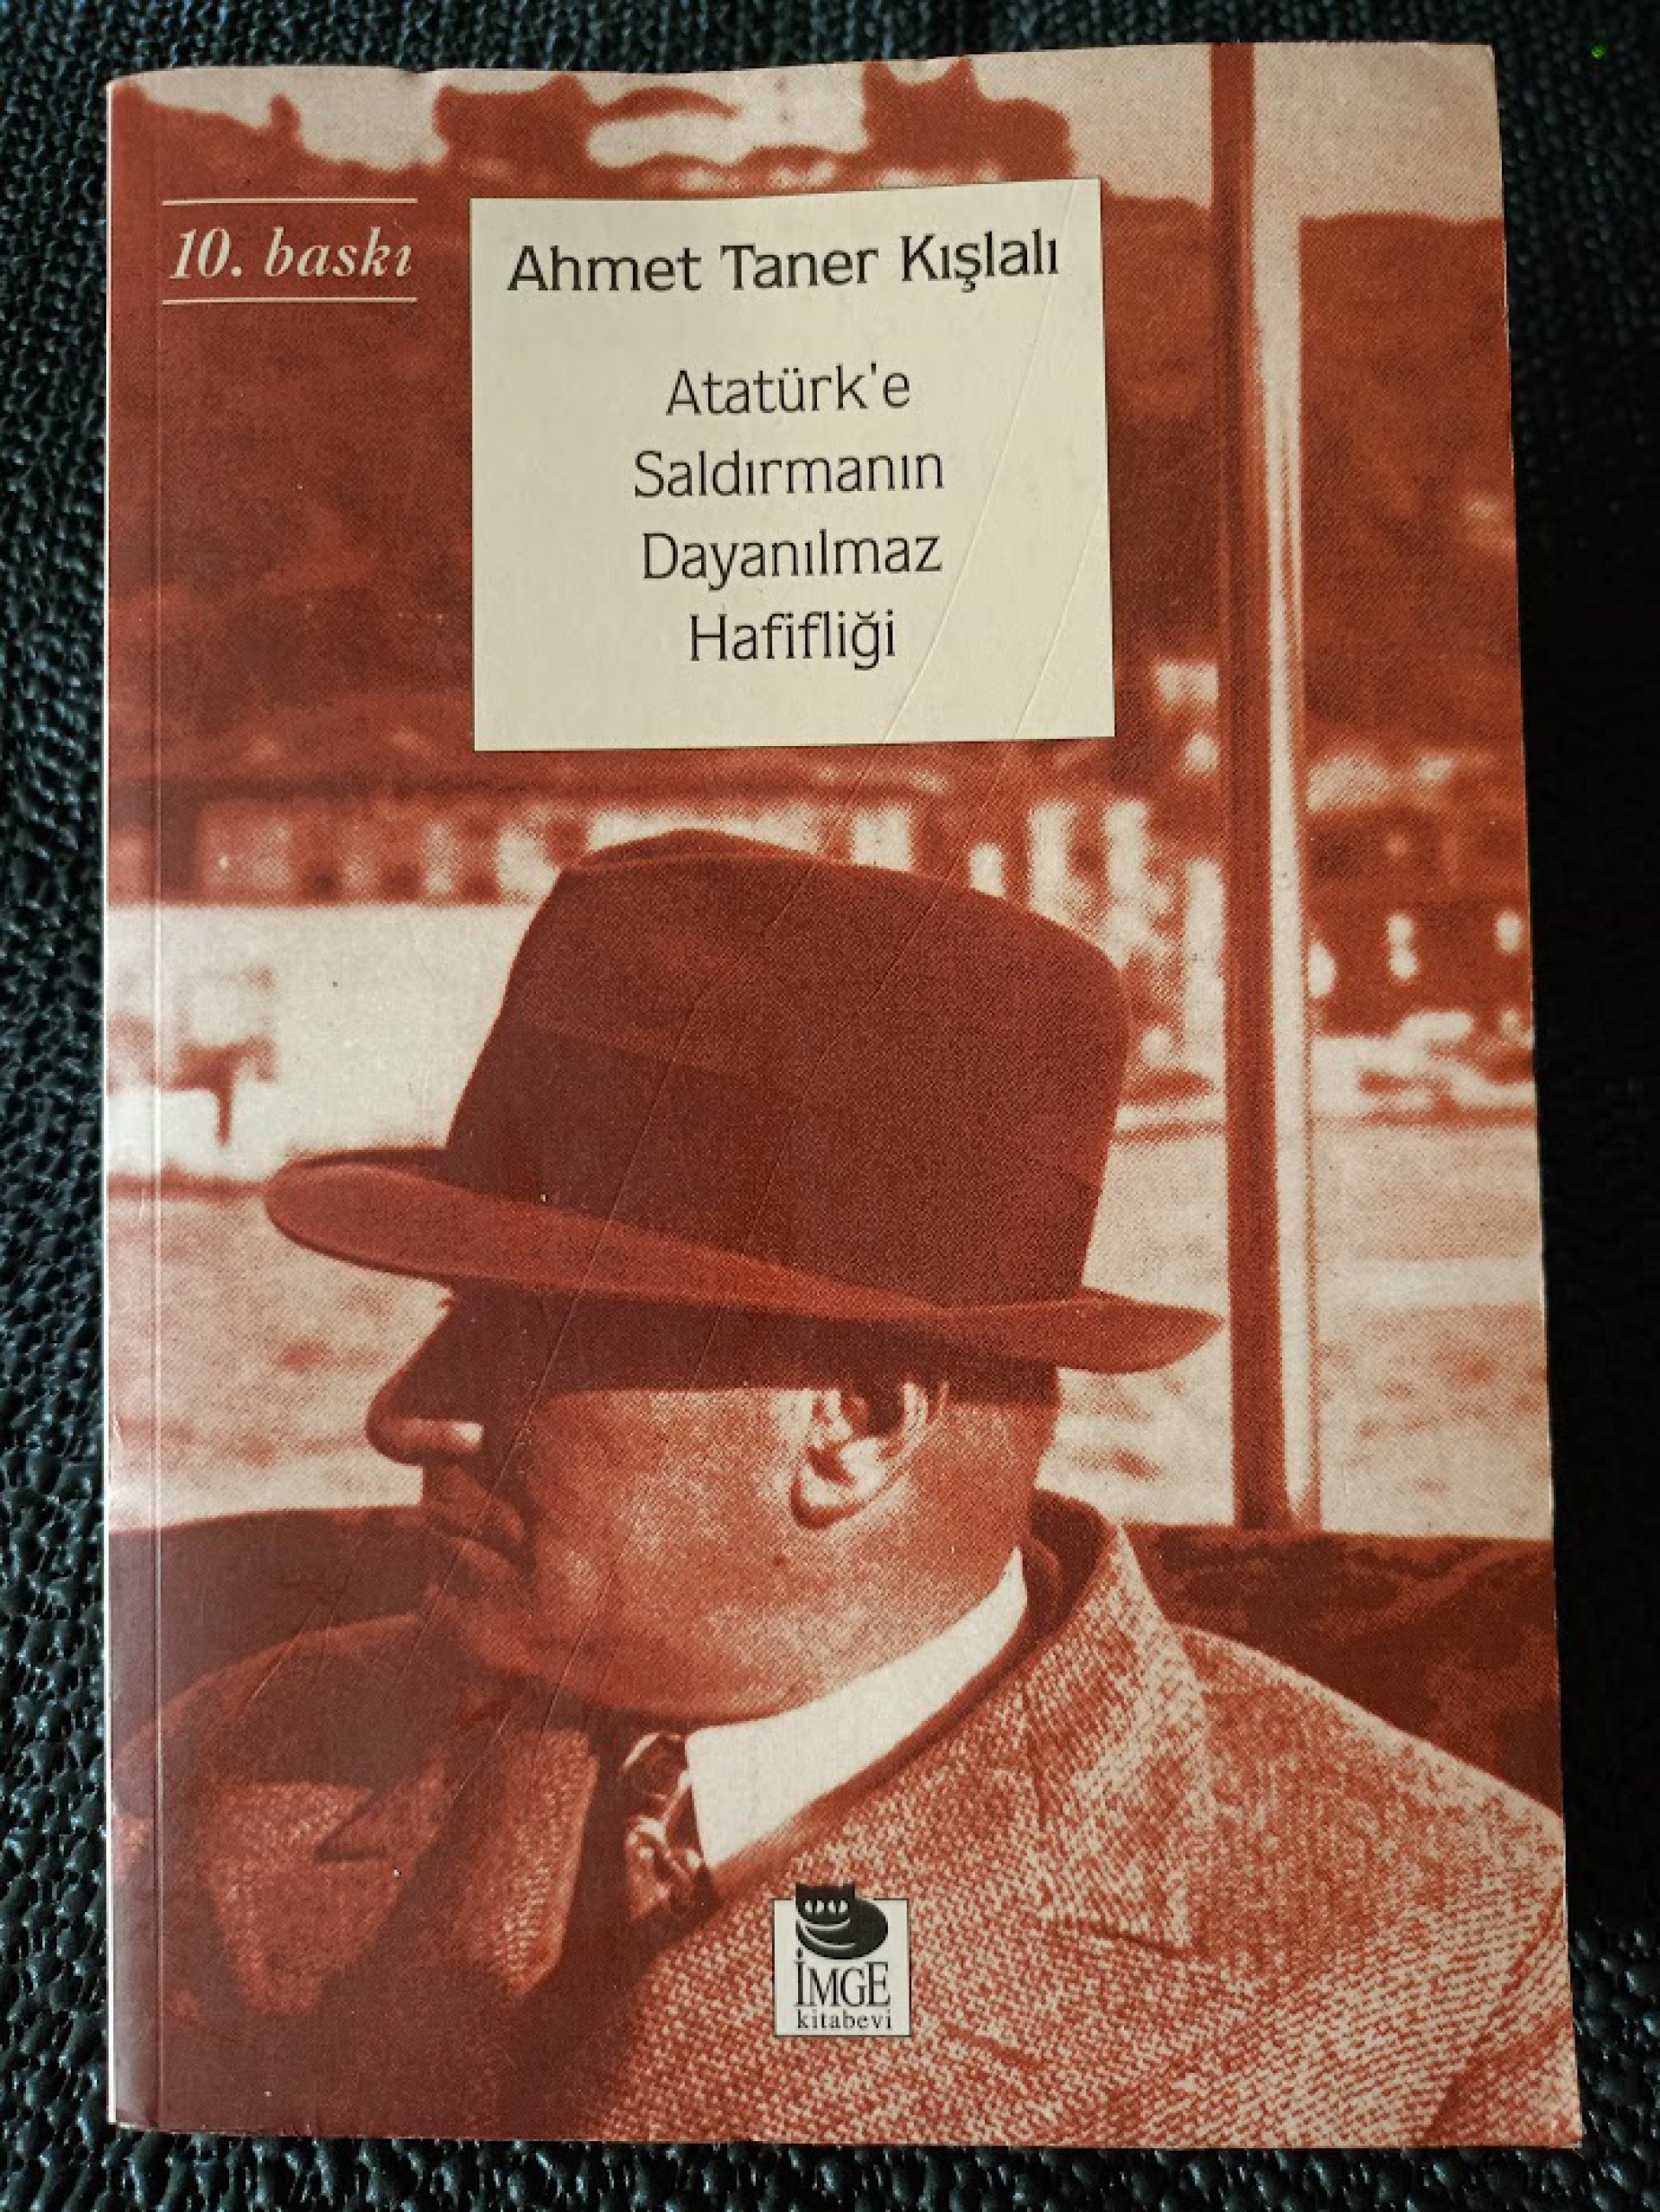 10. baskı
Ahmet Taner Kışlalı
Atatürk'e
Saldırmanın
Dayanılmaz
Hafifliği
İMGE
kitabevi